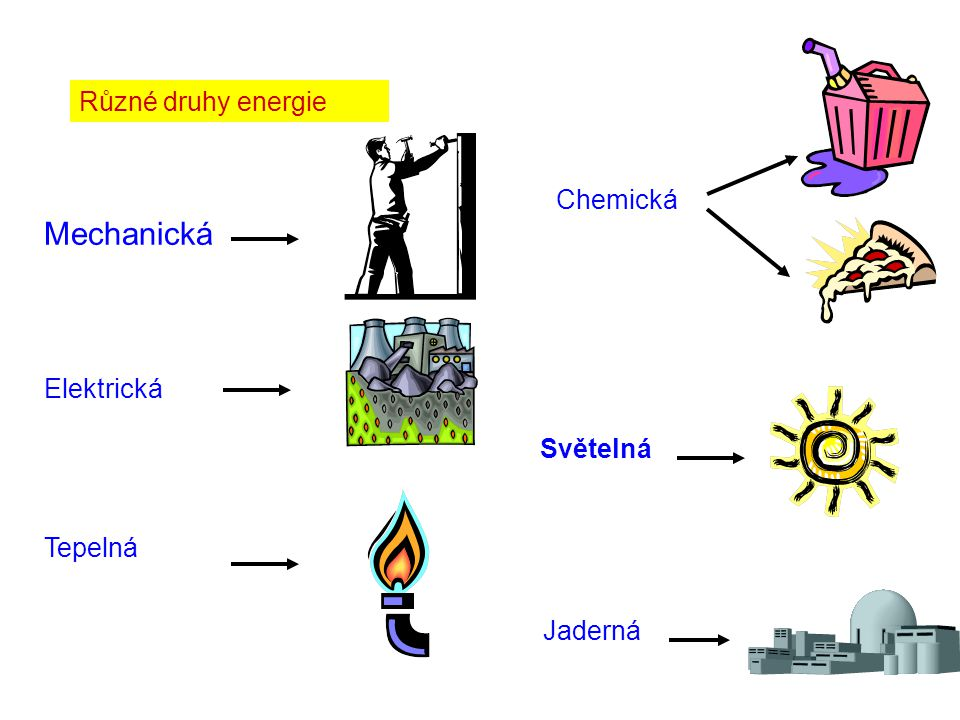 Různé druhy energie
Mechanická
Elektrická
Tepelná
Chemická
Světelná
Jaderná